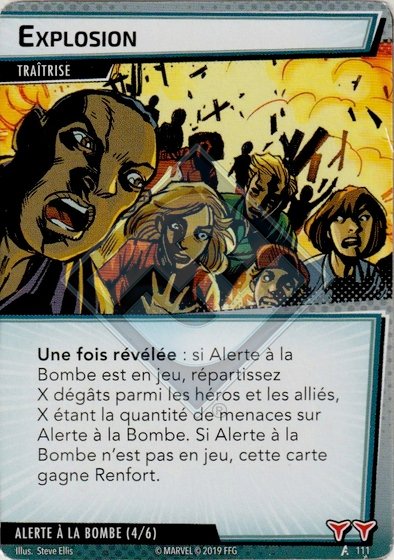 EXPLOSION
TRAÎTRISE
Une fois révélée : si Alerte à la
Bombe est en jeu, répartissez
X dégâts parmi les héros et les alliés,
X étant la quantité de menaces sur
Alerte à la Bombe. Si Alerte à la
Bombe n'est pas en jeu, cette carte
gagne Renfort.
ALERTE À LA BOMBE (4/6)
Illus. Steve Ellis
© MARVEL © 2019 FFG
A 111